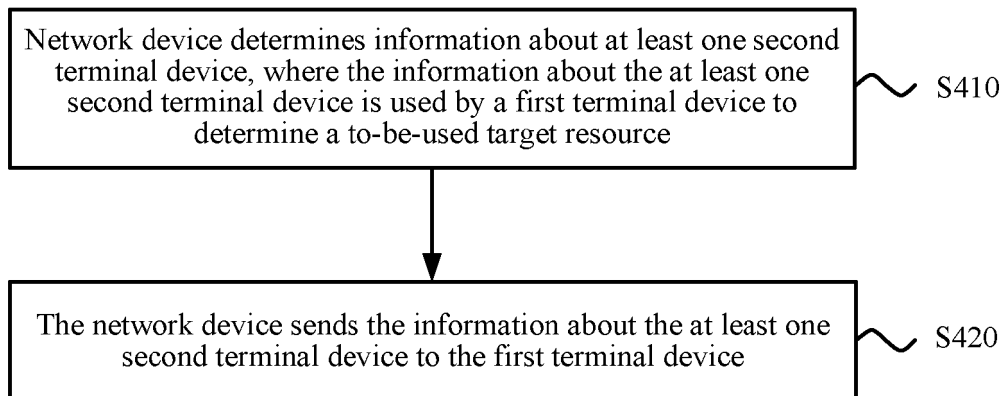 Network device determines information about at least one second
terminal device, where the information about the at least one
second terminal device is used by a first terminal device to
determine a to-be-used target resource
S410
The network device sends the information about the at least one
second terminal device to the first terminal device
S420